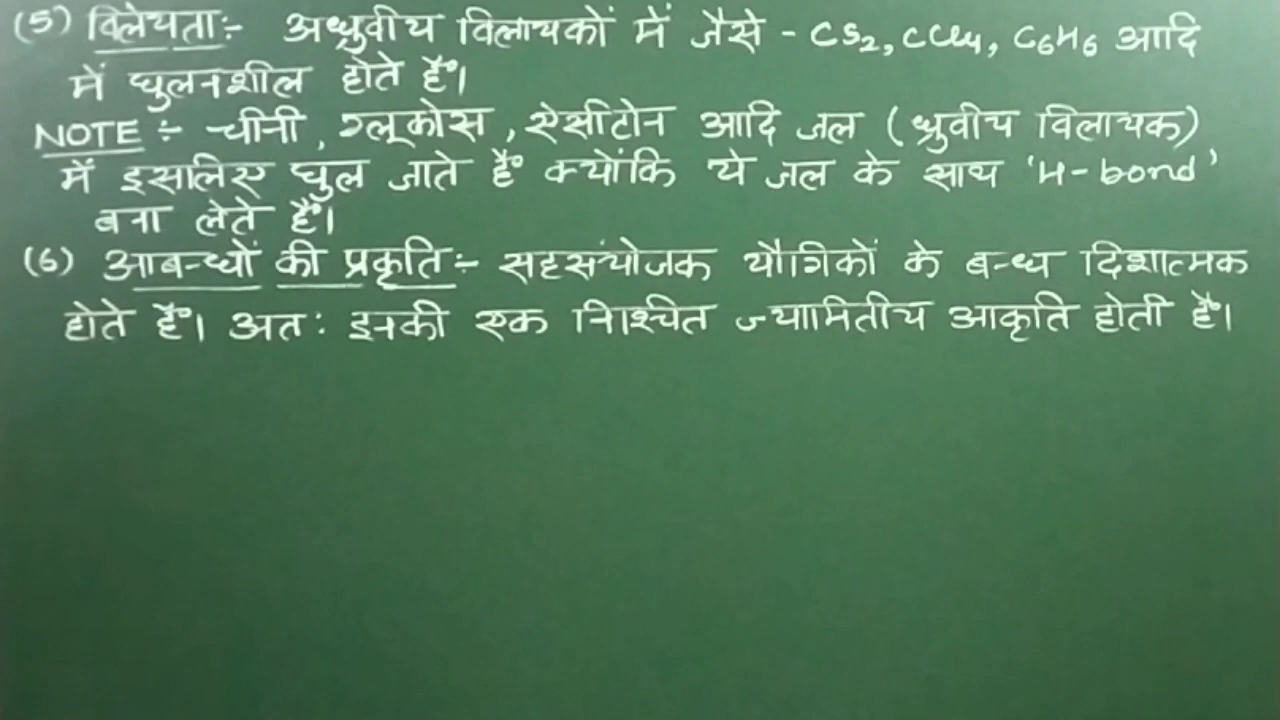 (5) विलेयता:- अध्रुवीय विलायकों में जैसे - CS₂, CCl₄, C₆H₆ आदि
में घुलनशील होते हैं।
NOTE :- चीनी, ग्लूकोस, ऐसीटोन आदि जल (ध्रुवीय विलायक)
में इसलिए घुल जाते हैं क्योंकि ये जल के साथ 'H-bond'
बना लेते हैं।
(6) आबन्धों की प्रकृति:- सहसंयोजक यौगिकों के बन्ध दिशात्मक
होते हैं। अत: इनकी एक निश्चित ज्यामितीय आकृति होती हैं।